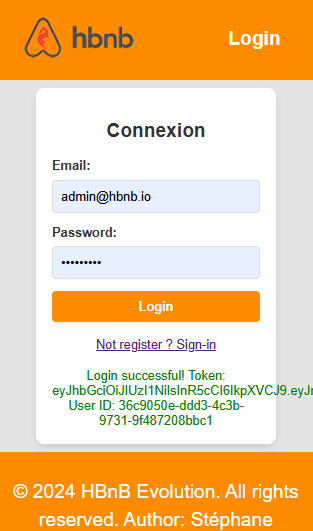 hbnb
Login
Connexion
Email:
admin@hbnb.io
Password:
•••••••••
Login
Not register ? Sign-in
Login successful! Token:
eyJhbGciOiJIUzI1NiIsInR5cCI6IkpXVCJ9.eyJ
User ID: 36c9050e-ddd3-4c3b-
9731-9f487208bbc1
© 2024 HBnB Evolution. All rights
reserved. Author: Stéphane